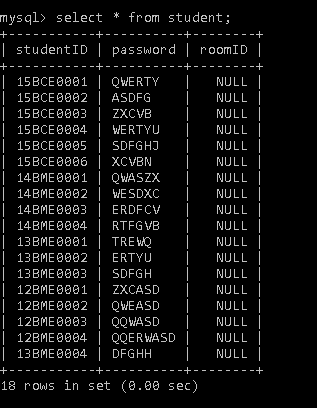 mysql> select * from student;
+-----------+----------+--------+
| studentID | password | roomID |
+-----------+----------+--------+
| 15BCE0001 | QWERTY | NULL |
| 15BCE0002 | ASDFG | NULL |
| 15BCE0003 | ZXCVB | NULL |
| 15BCE0004 | WERTYU | NULL |
| 15BCE0005 | SDFGHJ | NULL |
| 15BCE0006 | XCVBN | NULL |
| 14BME0001 | QWASZX | NULL |
| 14BME0002 | WESDXC | NULL |
| 14BME0003 | ERDFCV | NULL |
| 14BME0004 | RTFGVB | NULL |
| 13BME0001 | TREWQ | NULL |
| 13BME0002 | ERTYU | NULL |
| 13BME0003 | SDFGH | NULL |
| 12BME0001 | ZXCASD | NULL |
| 12BME0002 | QWEASD | NULL |
| 12BME0003 | QQWASD | NULL |
| 12BME0004 | QQERWASD | NULL |
| 13BME0004 | DFGHH | NULL |
+-----------+----------+--------+
18 rows in set (0.00 sec)